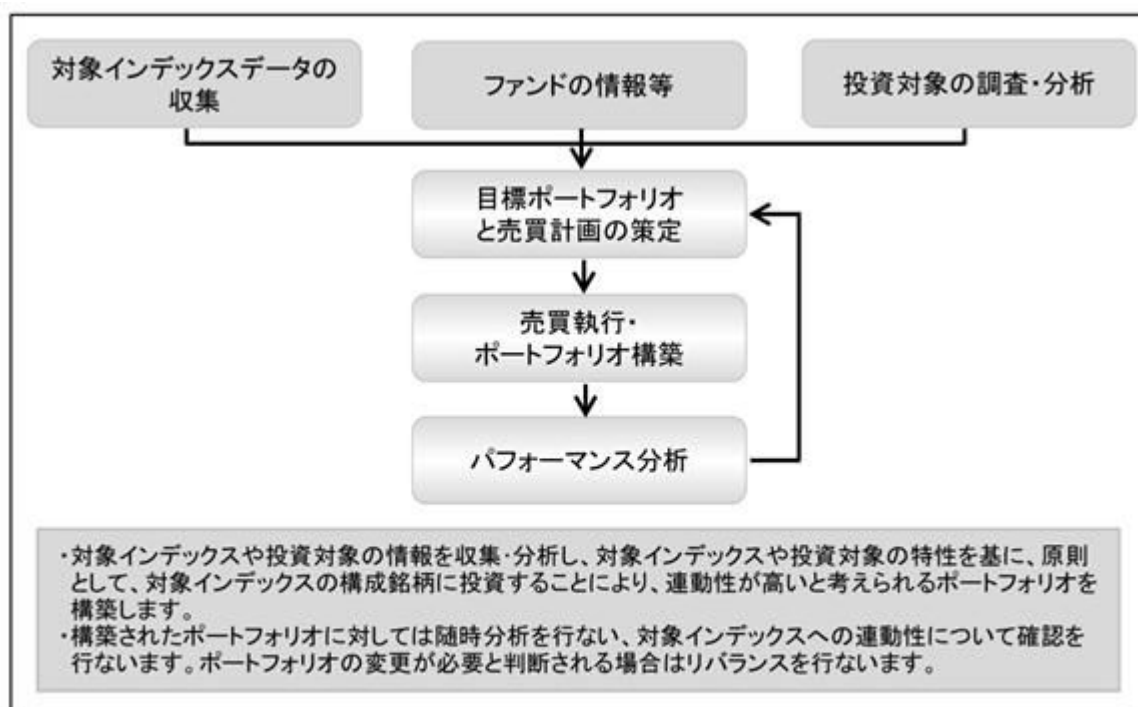 対象インデックスデータの
収集
ファンドの情報等
投資対象の調査・分析
目標ポートフォリオ
と売買計画の策定
売買執行・
ポートフォリオ構築
パフォーマンス分析
・対象インデックスや投資対象の情報を収集・分析し、対象インデックスや投資対象の特性を基に、原則
として、対象インデックスの構成銘柄に投資することにより、連動性が高いと考えられるポートフォリオを
構築します。
・構築されたポートフォリオに対しては随時分析を行ない、対象インデックスへの連動性について確認を
行ないます。ポートフォリオの変更が必要と判断される場合はリバランスを行ないます。